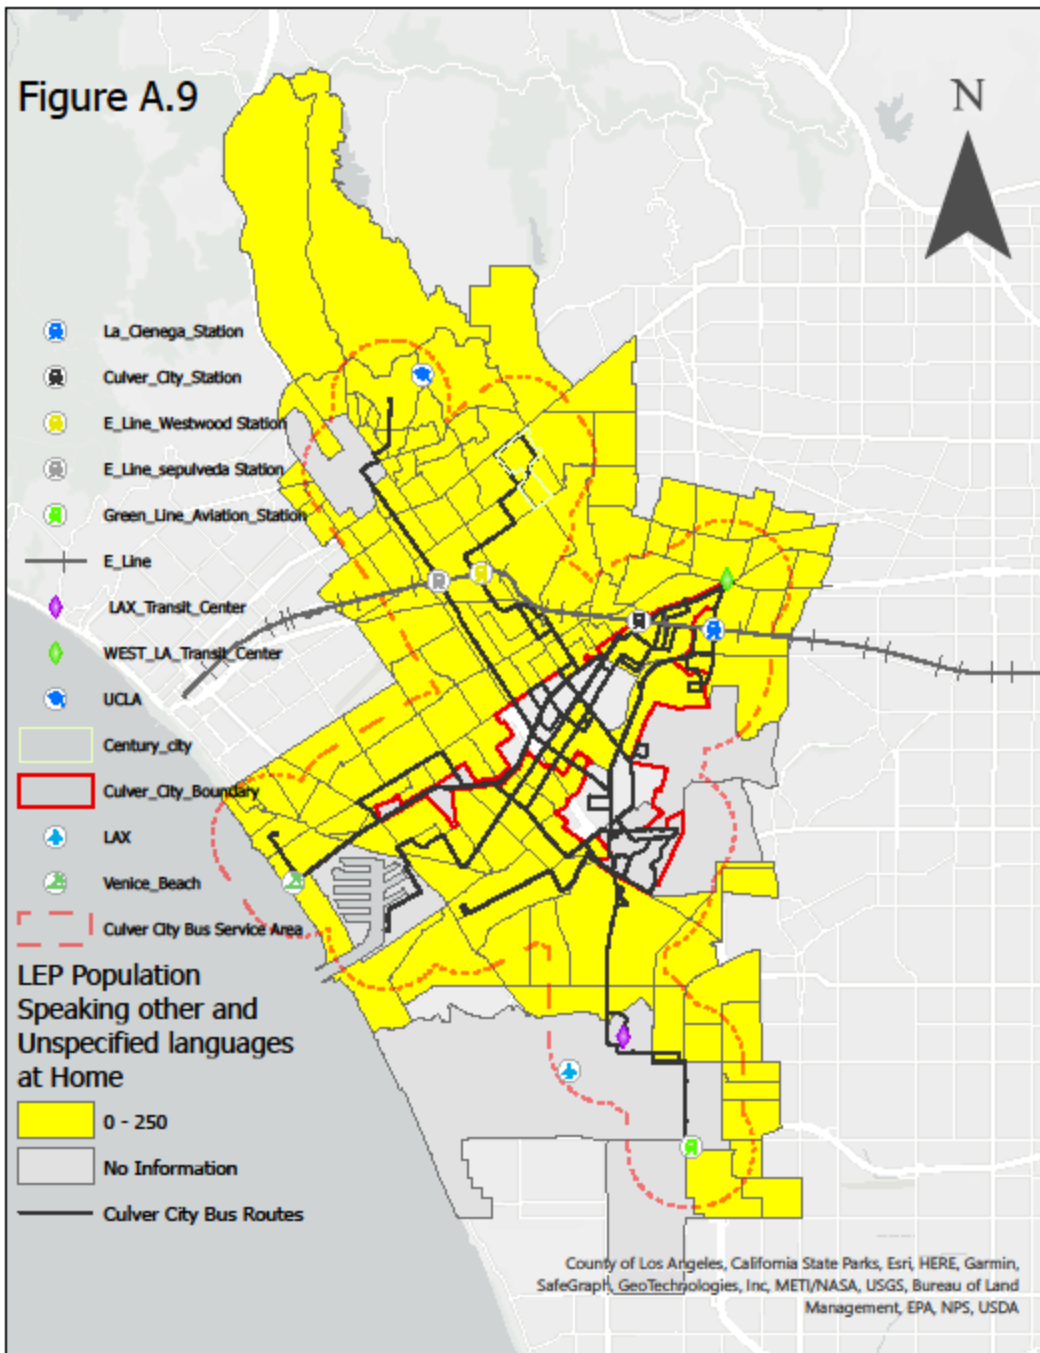 Figure A.9
N
La_Cienega_Station
Culver_City_Station
E_Line_Westwood Station
E_Line_sepulveda Station
Green_Line_Aviation_Station
E_Line
LAX_Transit_Center
WEST_LA_Transit_Center
UCLA
Century_city
Culver_City_Boundary
LAX
Venice_Beach
Culver City Bus Service Area
LEP Population
Speaking other and
Unspecified languages
at Home
0 - 250
No Information
Culver City Bus Routes
County of Los Angeles, California State Parks, Esri, HERE, Garmin,
SafeGraph, GeoTechnologies, Inc, METI/NASA, USGS, Bureau of Land
Management, EPA, NPS, USDA